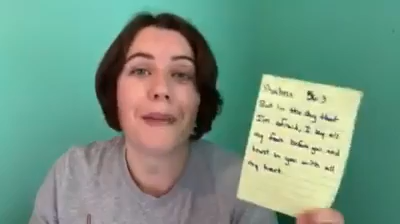 Psalms 56:3
But in the day that
I'm afraid, I lay all
my fears before you and
trust in you with all
my heart.